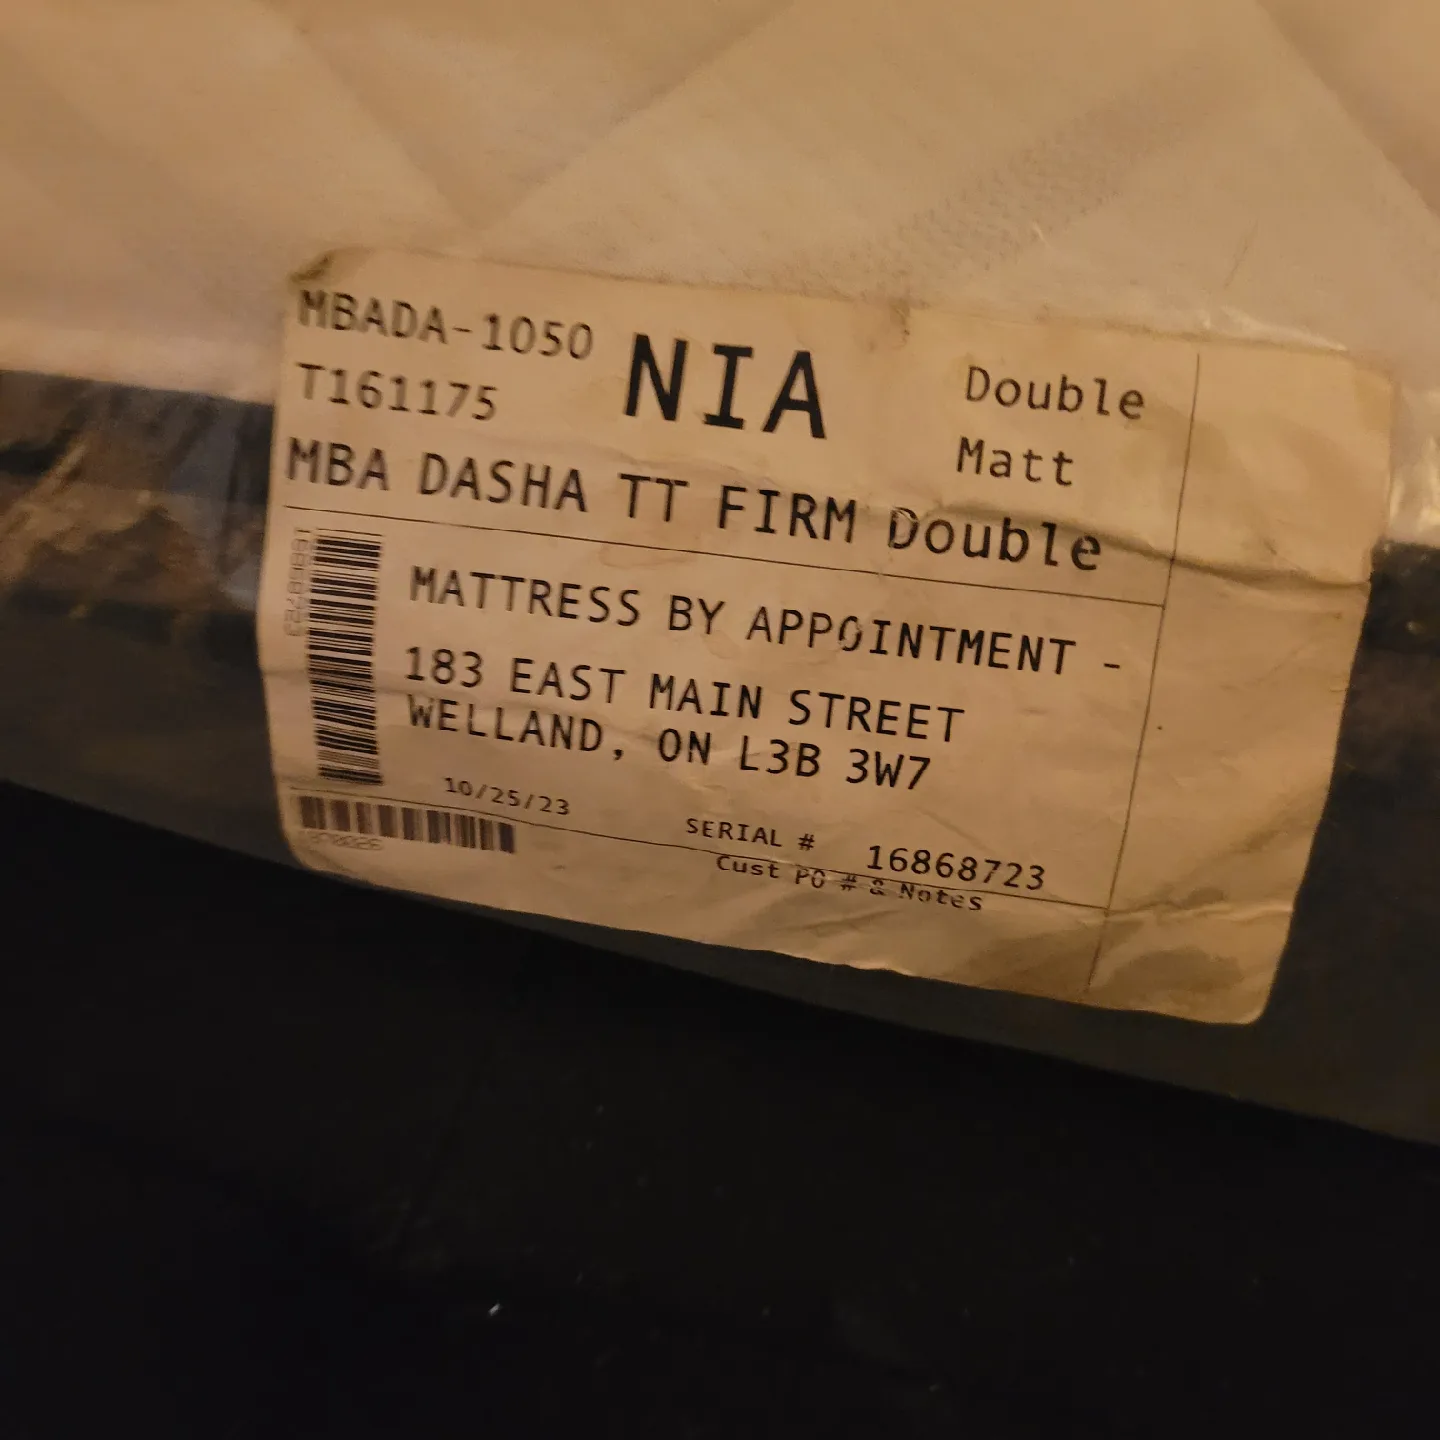 MBADA-1050
NIA
Double
T161175
Matt
MBA DASHA TT FIRM Double
MATTRESS BY APPOINTMENT -
183 EAST MAIN STREET
WELLAND, ON L3B 3W7
16868723
10/25/23
SERIAL # 16868723
Cust PO # & Notes